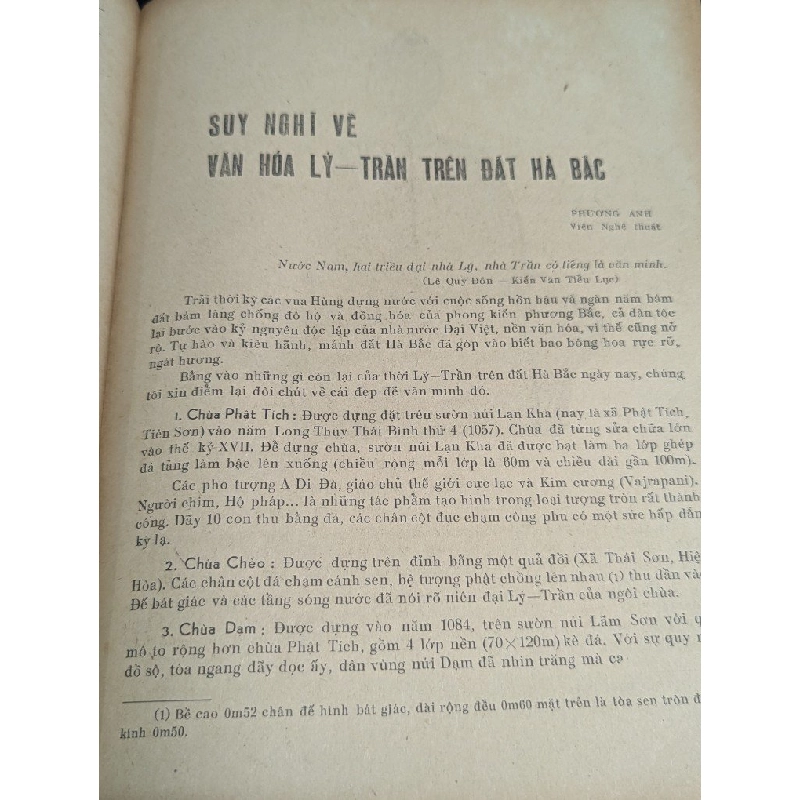 SUY NGHĨ VỀ
VĂN HÓA LÝ—TRẦN TRÊN ĐẤT HÀ BẮC
PHƯƠNG ANH
Viện Nghệ thuật
Nước Nam, hai triều đại nhà Lý, nhà Trần có tiếng là văn minh.
(Lê Quý Đôn — Kiến Văn Tiểu Lục)
Trải thời kỳ các vua Hùng dựng nước với cuộc sống hồn hậu và ngàn năm bám
đất bám làng chống đô hộ và đồng hóa của phong kiến phương Bắc, cả dân tộc
lại bước vào kỷ nguyên độc lập của nhà nước Đại Việt, nền văn hóa, vì thế cũng nở
rộ. Tự hào và kiêu hãnh, mảnh đất Hà Bắc đã góp vào biết bao bông hoa rực rỡ,
ngát hương.
Bằng vào những gì còn lại của thời Lý—Trần trên đất Hà Bắc ngày nay, chúng
tôi xin điểm lại đôi chút về cái đẹp để văn minh đó.
1. Chùa Phật Tích : Được dựng đặt trên sườn núi Lạn Kha (nay là xã Phật Tích,
Tiên Sơn) vào năm Long Thụy Thái Bình thứ 4 (1057). Chùa đã từng sửa chữa lớn
vào thế kỷ XVII. Đề dựng chùa, sườn núi Lạn Kha đã được bạt làm ba lớp ghép
đá tảng làm bậc lên xuống (chiều rộng mỗi lớp là 60m và chiều dài gần 100m).
Các pho tượng A Di Đà, giáo chủ thế giới cực lạc và Kim cương (Vajrapani).
Người chim, Hộ pháp... là những tác phẩm tạo hình trong loại tượng tròn rất thành
công. Dãy 10 con thú bằng đá, các chân cột đục chạm công phu có một sức hấp dẫn
kỳ lạ.
2. Chùa Chéo : Được dựng trên đỉnh bằng một quả đồi (Xã Thái Sơn, Hiệ
Hòa). Các chân cột đá chạm cánh sen, bệ tượng phật chồng lên nhau (1) thu dần và
Đế bát giác và các tầng sóng nước đã nói rõ niên đại Lý—Trần của ngôi chùa.
3. Chùa Dạm : Được dựng vào năm 1084, trên sườn núi Lãm Sơn với q
mô to rộng hơn chùa Phật Tích, gồm 4 lớp nền (70×120m) kè đá. Với sự quy m
đồ sộ, tòa ngang dãy dọc ấy, dân vùng núi Dạm đã nhìn trăng mà ca
(1) Bề cao 0m52 chân đế hình bát giác, dài rộng đều 0m60 mặt trên là tòa sen tròn đ
kính 0m50.